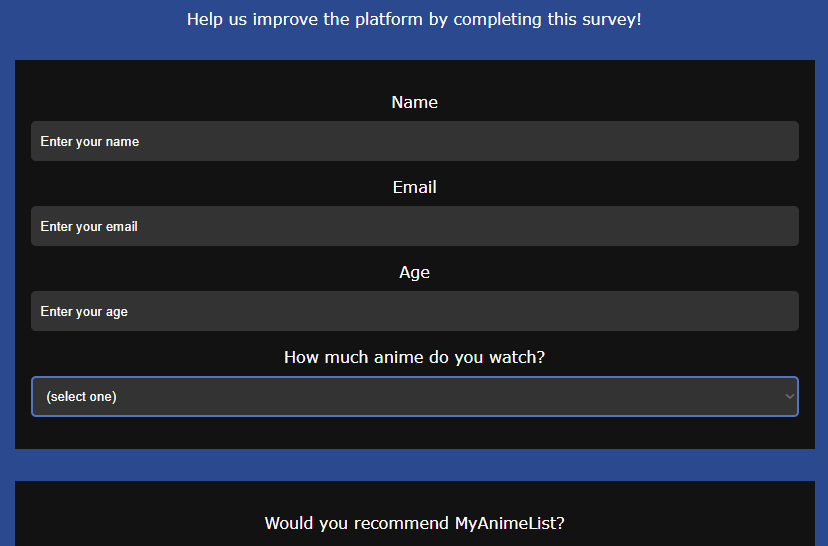 Help us improve the platform by completing this survey!
Name
Enter your name
Email
Enter your email
Age
Enter your age
How much anime do you watch?
(select one)
Would you recommend MyAnimeList?